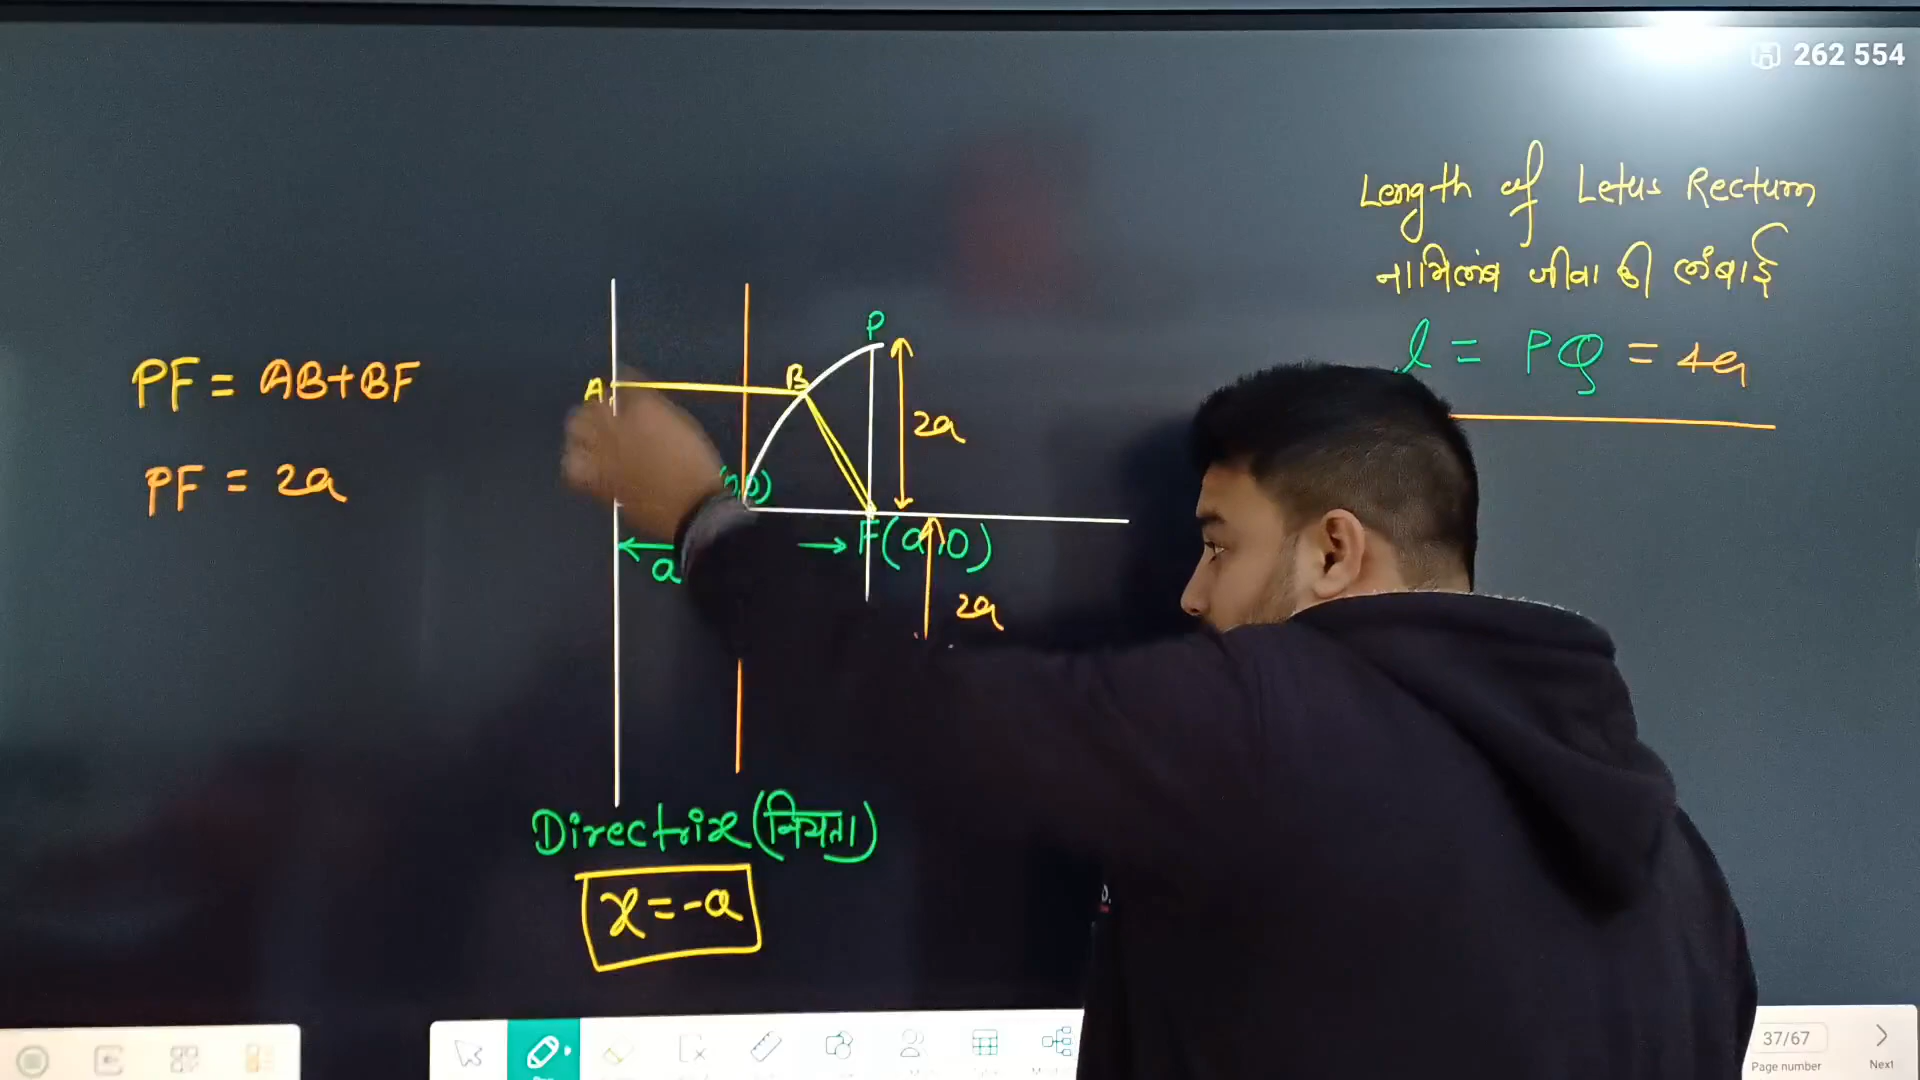 262 554
Length of Letus Rectum
नाभिलंब जीवा की लंबाई
l = PQ = 4a
PF = AB+BF
PF = 2a
P
A
B
2a
F(a,0)
a
2a
Directrix (नियता)
x=-a
37/67
Page number
Next